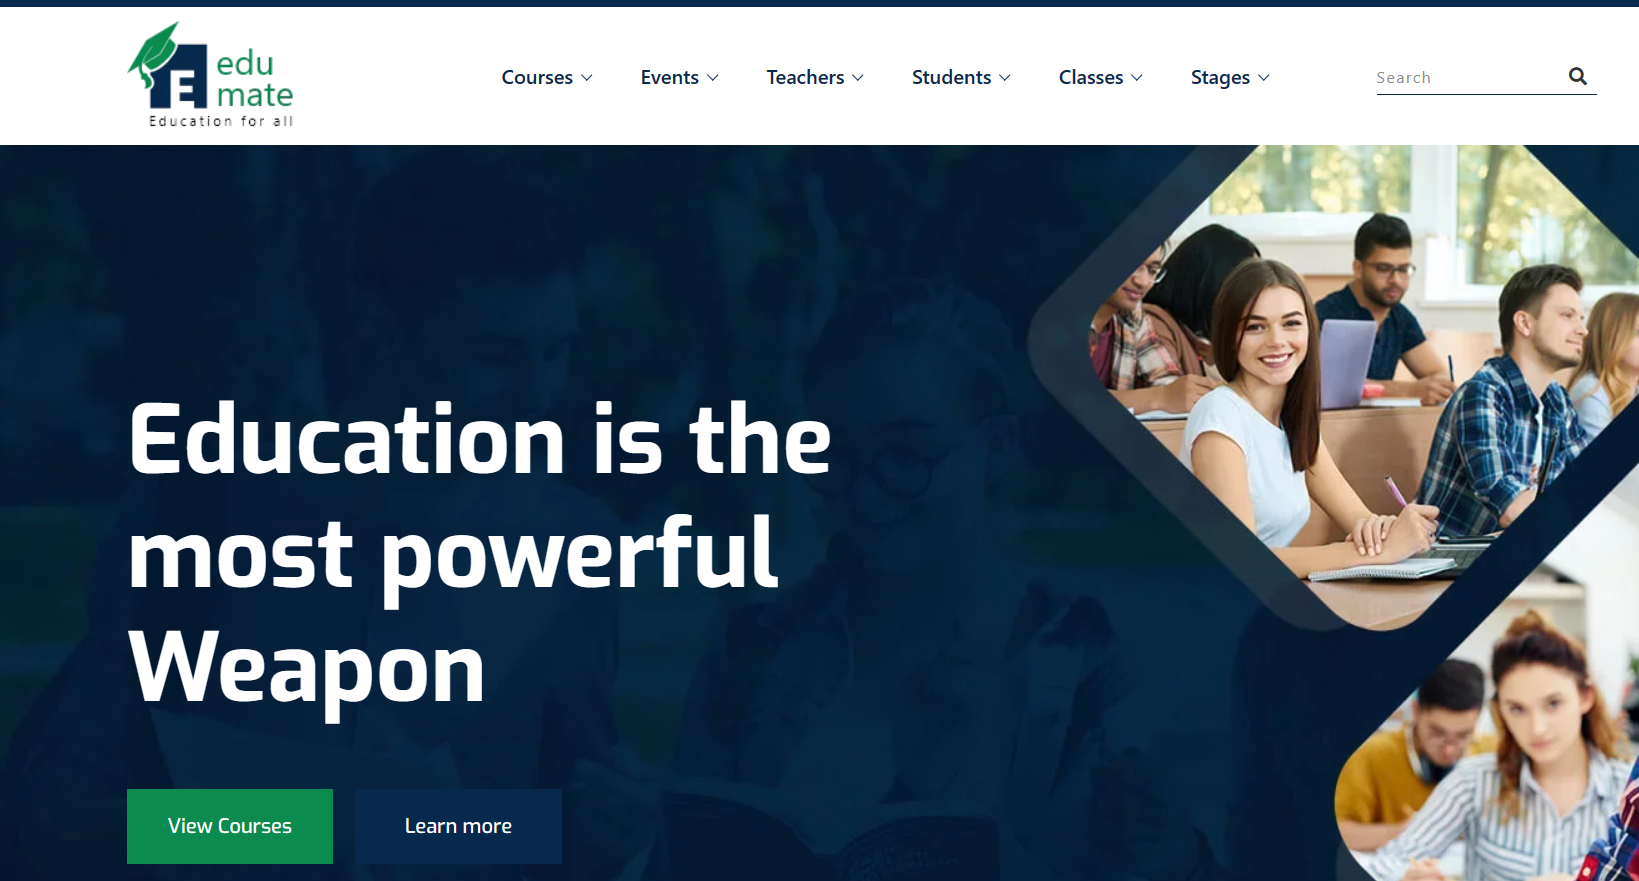 edu
mate
E
Education for all
Courses
Events
Teachers
Students
Classes
Stages
Search
Education is the
most powerful
Weapon
View Courses
Learn more